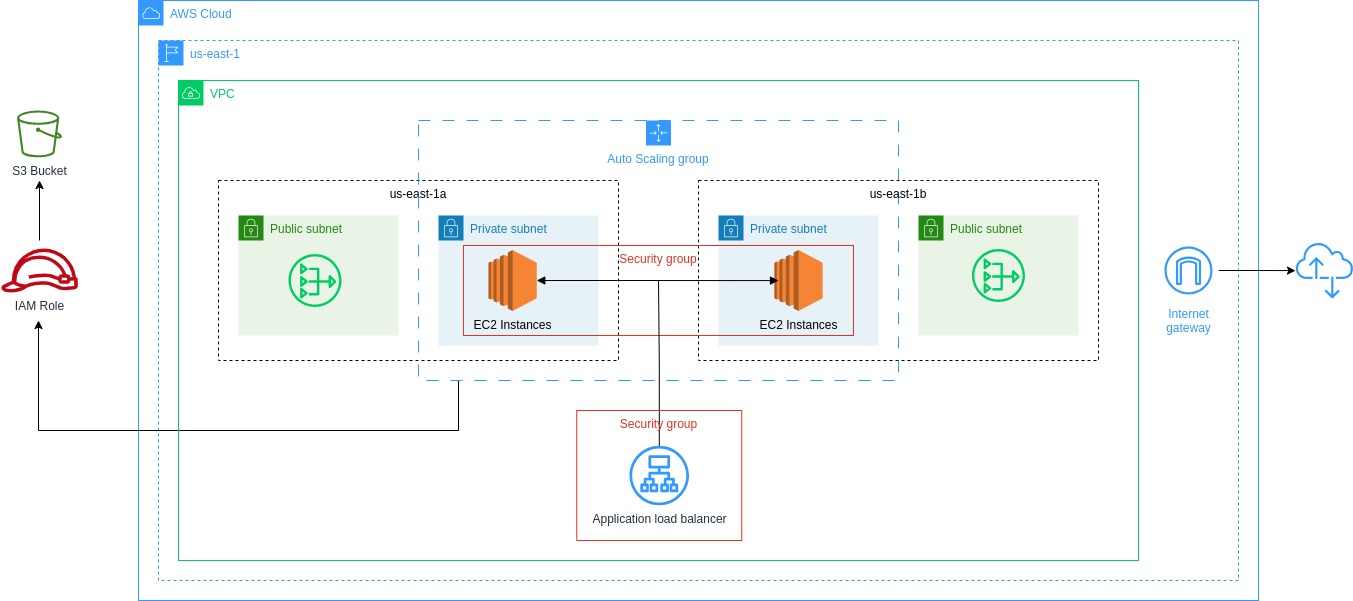 AWS Cloud
us-east-1
VPC
Auto Scaling group
us-east-1a
us-east-1b
Public subnet
Private subnet
Private subnet
Public subnet
Security group
EC2 Instances
EC2 Instances
S3 Bucket
IAM Role
Internet
gateway
Security group
Application load balancer